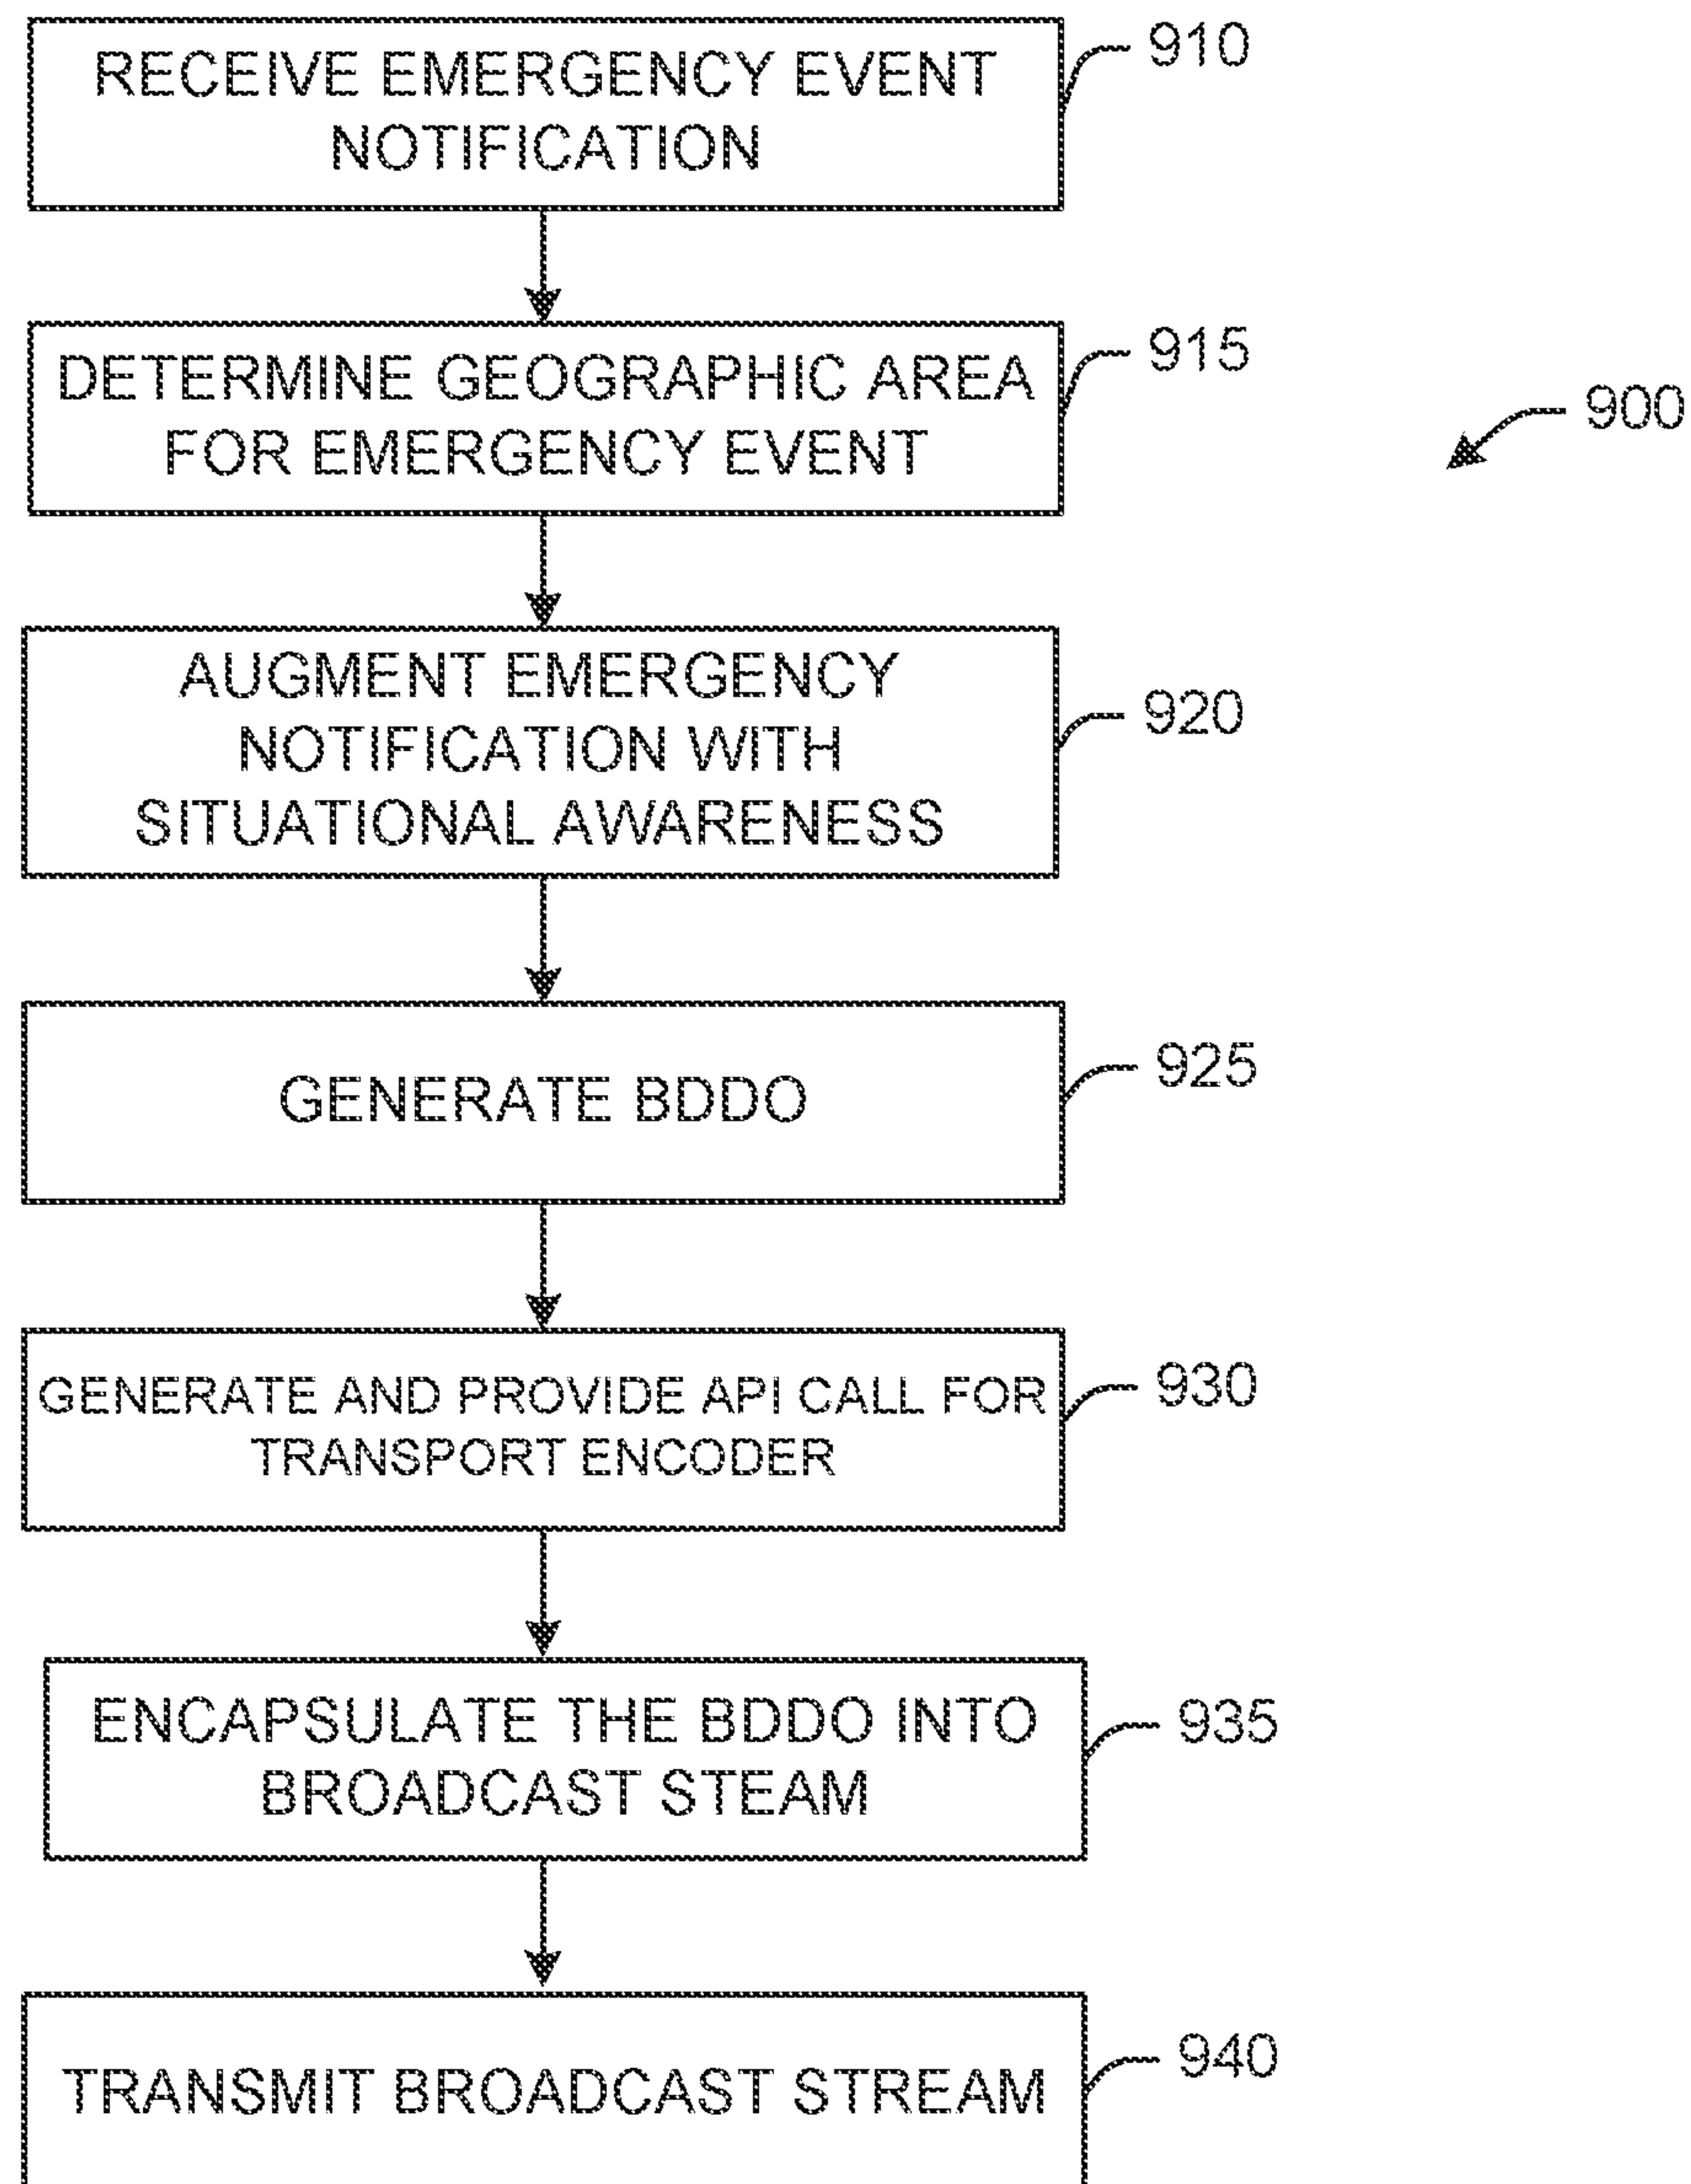 RECEIVE EMERGENCY EVENT
NOTIFICATION
910
DETERMINE GEOGRAPHIC AREA
FOR EMERGENCY EVENT
915
900
AUGMENT EMERGENCY
NOTIFICATION WITH
SITUATIONAL AWARENESS
920
GENERATE BDDO
925
GENERATE AND PROVIDE API CALL FOR
TRANSPORT ENCODER
930
ENCAPSULATE THE BDDO INTO
BROADCAST STEAM
935
TRANSMIT BROADCAST STREAM
940